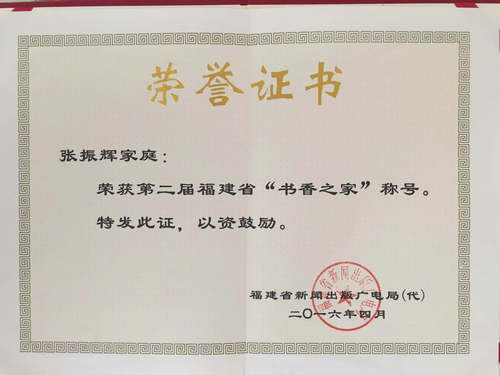 荣誉证书
张振辉家庭：
荣获第二届福建省“书香之家”称号。
特发此证，以资鼓励。
福建省新闻出版广电局(代)
二〇一六年四月